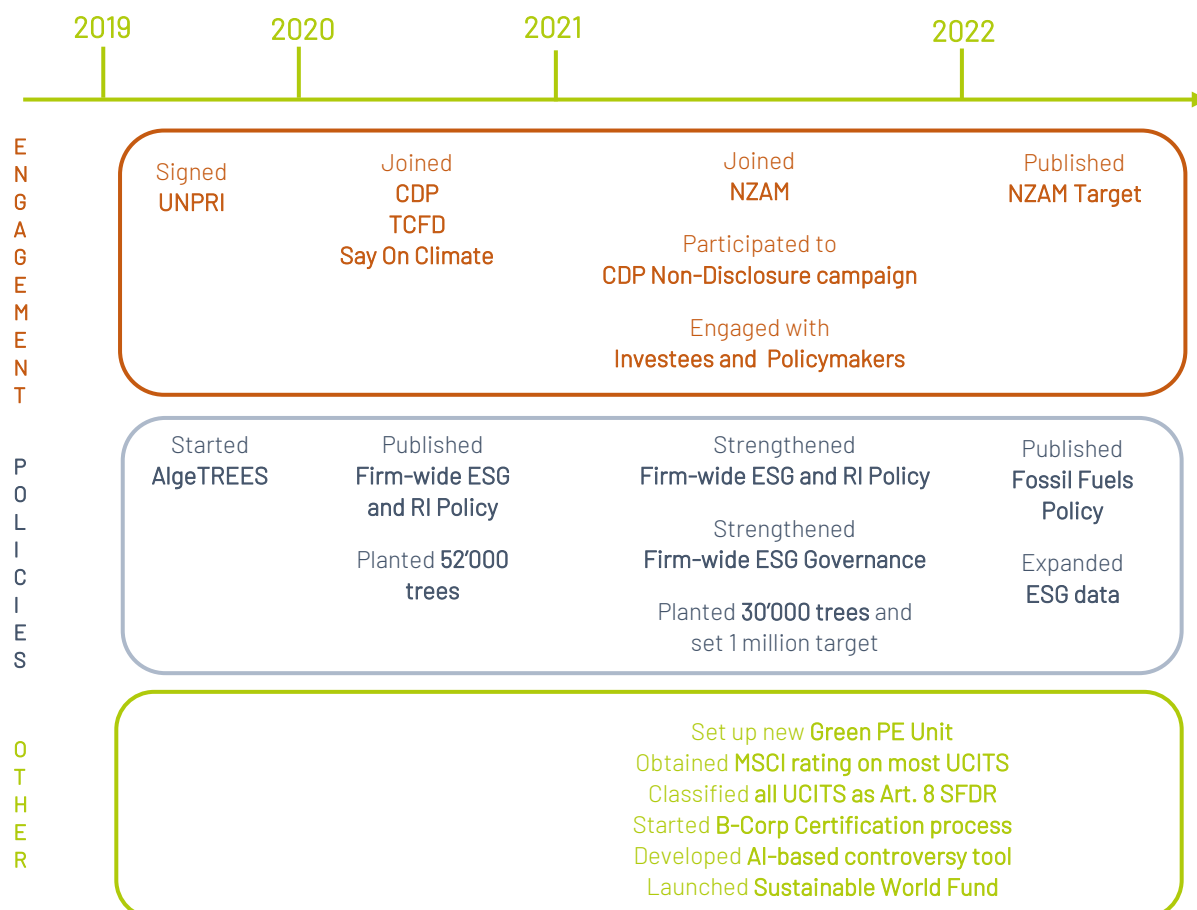 2019
2020
2021
2022
ENGAGEMENT
Signed
UNPRI
Joined
CDP
TCFD
Say On Climate
Joined
NZAM
Participated to
CDP Non-Disclosure campaign
Engaged with
Investees and Policymakers
Published
NZAM Target
POLICIES
Started
AlgeTREES
Published
Firm-wide ESG
and RI Policy
Planted 52’000
trees
Strengthened
Firm-wide ESG and RI Policy
Strengthened
Firm-wide ESG Governance
Planted 30’000 trees and
set 1 million target
Published
Fossil Fuels
Policy
Expanded
ESG data
OTHER
Set up new Green PE Unit
Obtained MSCI rating on most UCITS
Classified all UCITS as Art. 8 SFDR
Started B-Corp Certification process
Developed AI-based controversy tool
Launched Sustainable World Fund